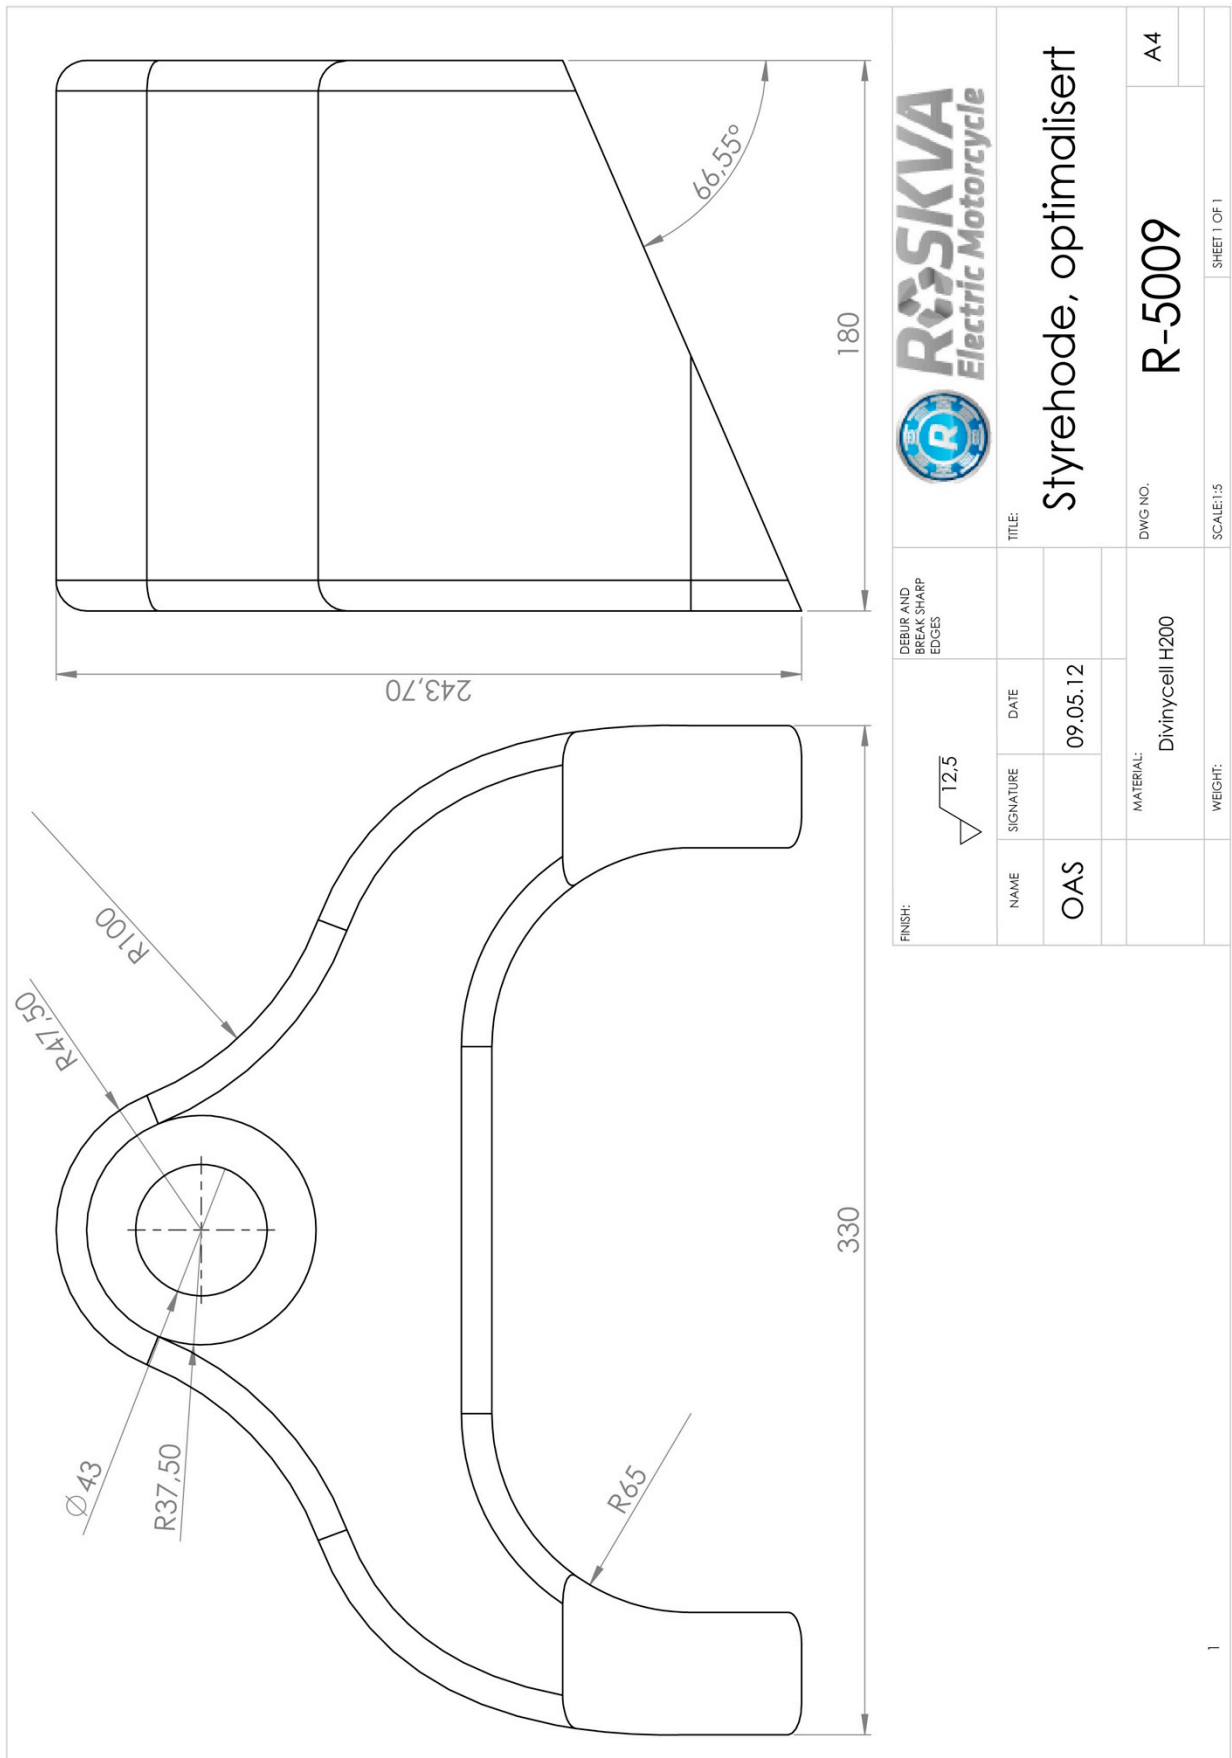 R47,50
R100
Ø 43
R37,50
R65
330
243,70
180
66,55°
FINISH:
12,5
DEBUR AND
BREAK SHARP
EDGES
R
ROSKVA
Electric Motorcycle
NAME
SIGNATURE
DATE
TITLE:
OAS
09.05.12
Styrehode, optimalisert
MATERIAL:
Divinycell H200
DWG NO.
R-5009
A4
WEIGHT:
SCALE:1:5
SHEET 1 OF 1
1